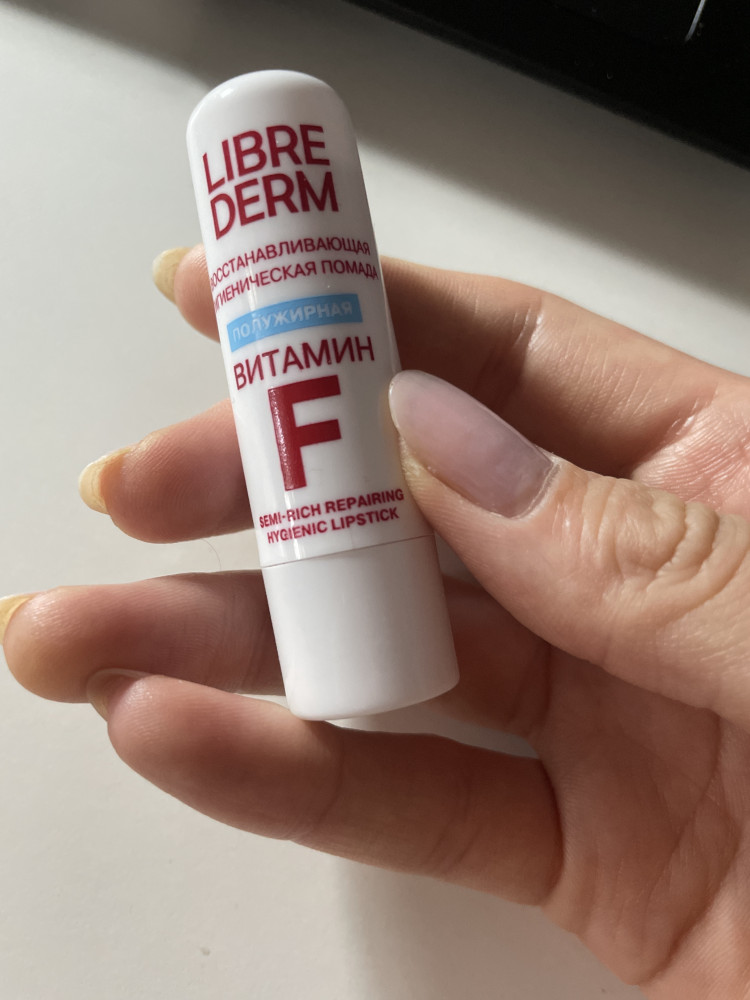 LIBRE
DERM
ВОССТАНАВЛИВАЮЩАЯ
ГИГИЕНИЧЕСКАЯ ПОМАДА
ПОЛУЖИРНАЯ
ВИТАМИН
F
SEMI-RICH REPAIRING
HYGIENIC LIPSTICK